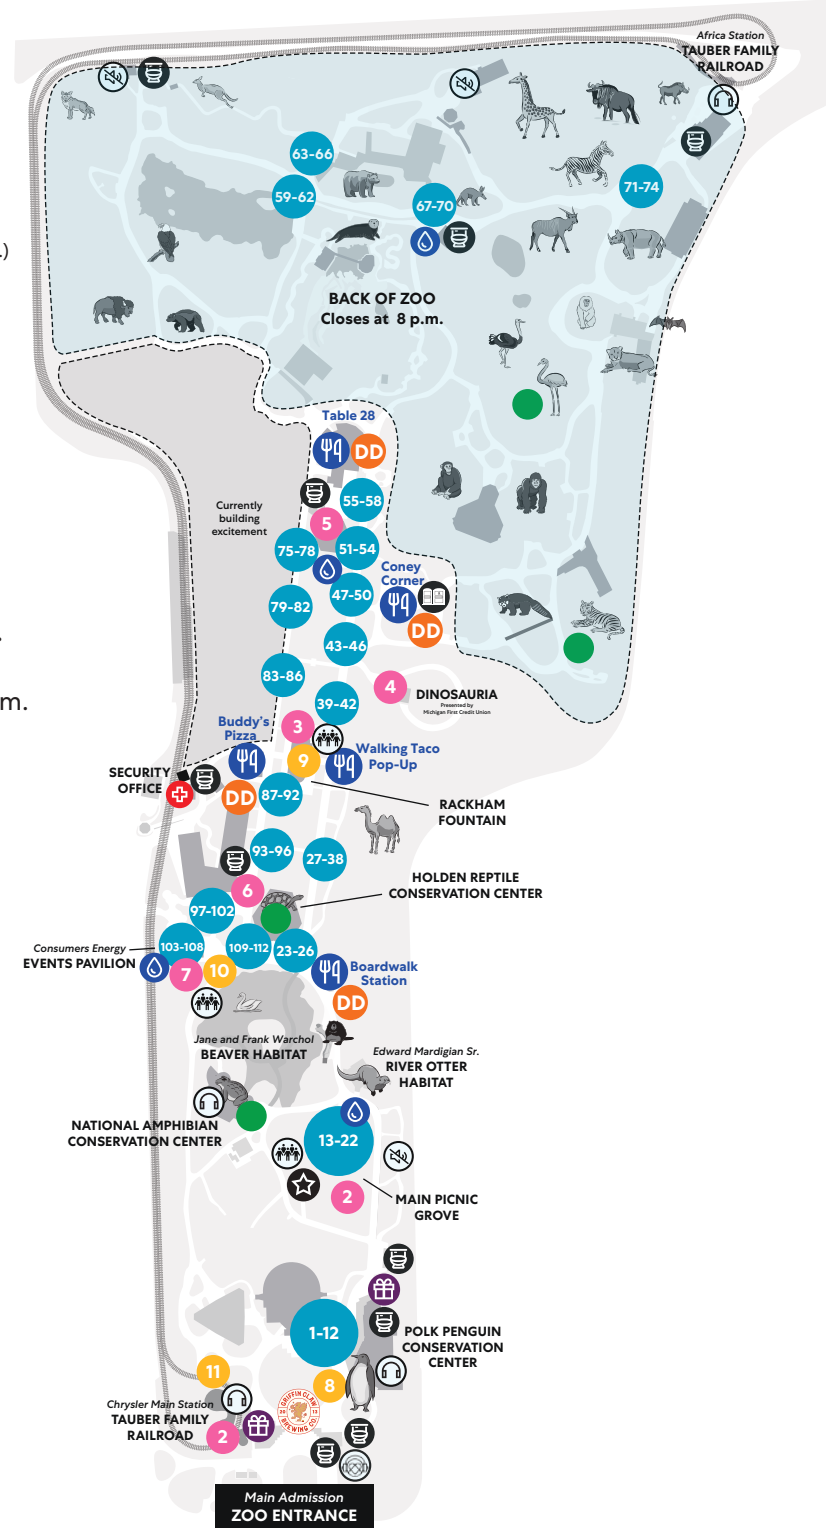 Africa Station
TAUBER FAMILY
RAILROAD
63-66
59-62
67-70
71-74
.)
BACK OF ZOO
Closes at 8 p.m.
Table 28
DD
55-58
5
Currently
building
excitement
75-78
51-54
Coney
Corner
47-50
79-82
DD
43-46
m.
83-86
4
DINOSAURIA
Presented by
Michigan First Credit Union
39-42
3
Buddy's
Pizza
Walking Taco
Pop-Up
9
SECURITY
OFFICE
DD
87-92
RACKHAM
FOUNTAIN
93-96
27-38
HOLDEN REPTILE
CONSERVATION CENTER
6
97-102
Consumers Energy
EVENTS PAVILION
103-108
109-112
23-26
7
10
Boardwalk
Station
DD
Jane and Frank Warchol
BEAVER HABITAT
Edward Mardigian Sr.
RIVER OTTER
HABITAT
NATIONAL AMPHIBIAN
CONSERVATION CENTER
13-22
2
MAIN PICNIC
GROVE
1-12
POLK PENGUIN
CONSERVATION
CENTER
11
8
Chrysler Main Station
TAUBER FAMILY
RAILROAD
2
GRIFFIN CLAW
20 13
BREWING CO.
Main Admission
ZOO ENTRANCE